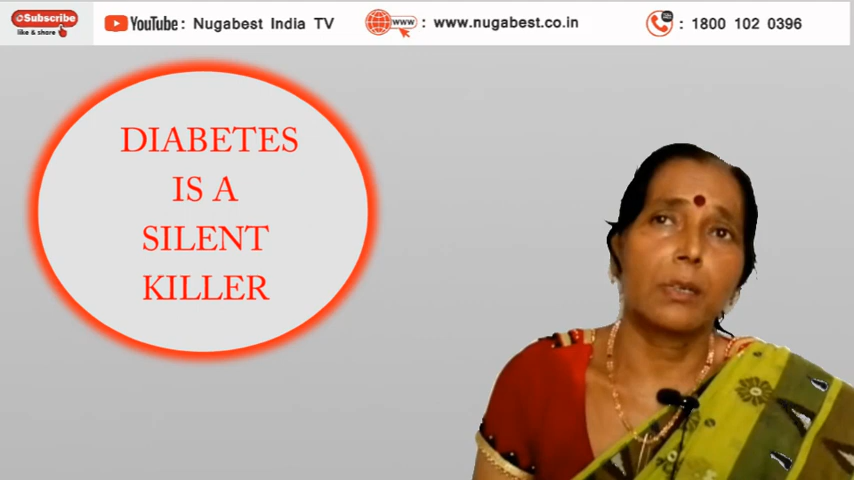 Subscribe
like & share
YouTube : Nugabest India TV
www : www.nugabest.co.in
: 1800 102 0396
DIABETES
IS A
SILENT
KILLER